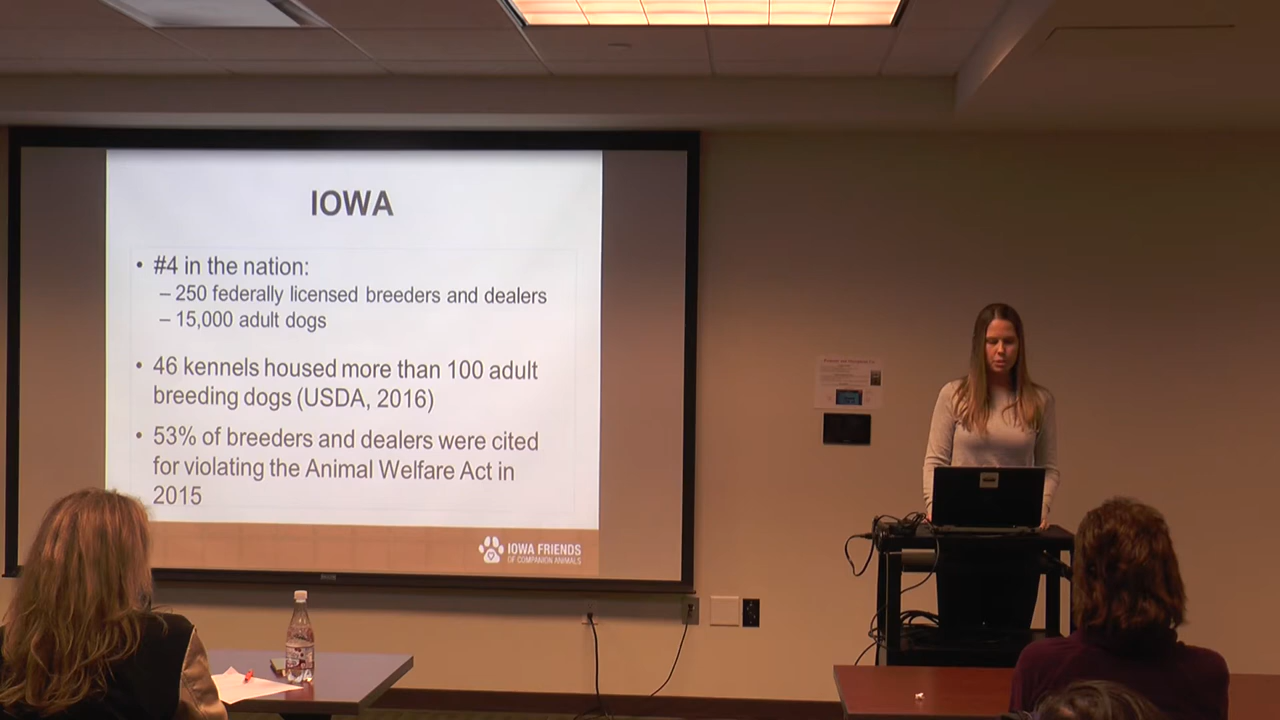 IOWA
• #4 in the nation:
– 250 federally licensed breeders and dealers
– 15,000 adult dogs
• 46 kennels housed more than 100 adult
breeding dogs (USDA, 2016)
• 53% of breeders and dealers were cited
for violating the Animal Welfare Act in
2015
IOWA FRIENDS
OF COMPANION ANIMALS